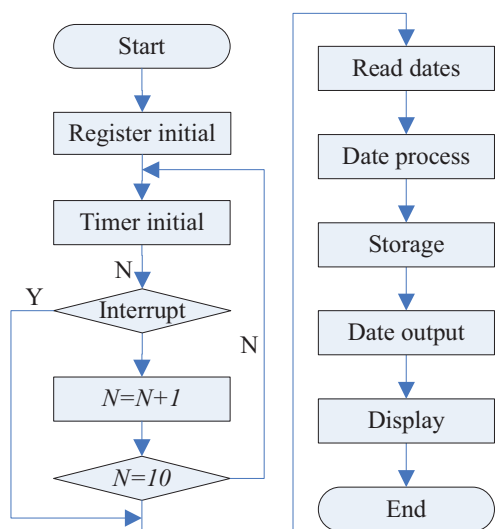 Start
Register initial
Timer initial
N
Y
Interrupt
N
N=N+1
N=10
Read dates
Date process
Storage
Date output
Display
End